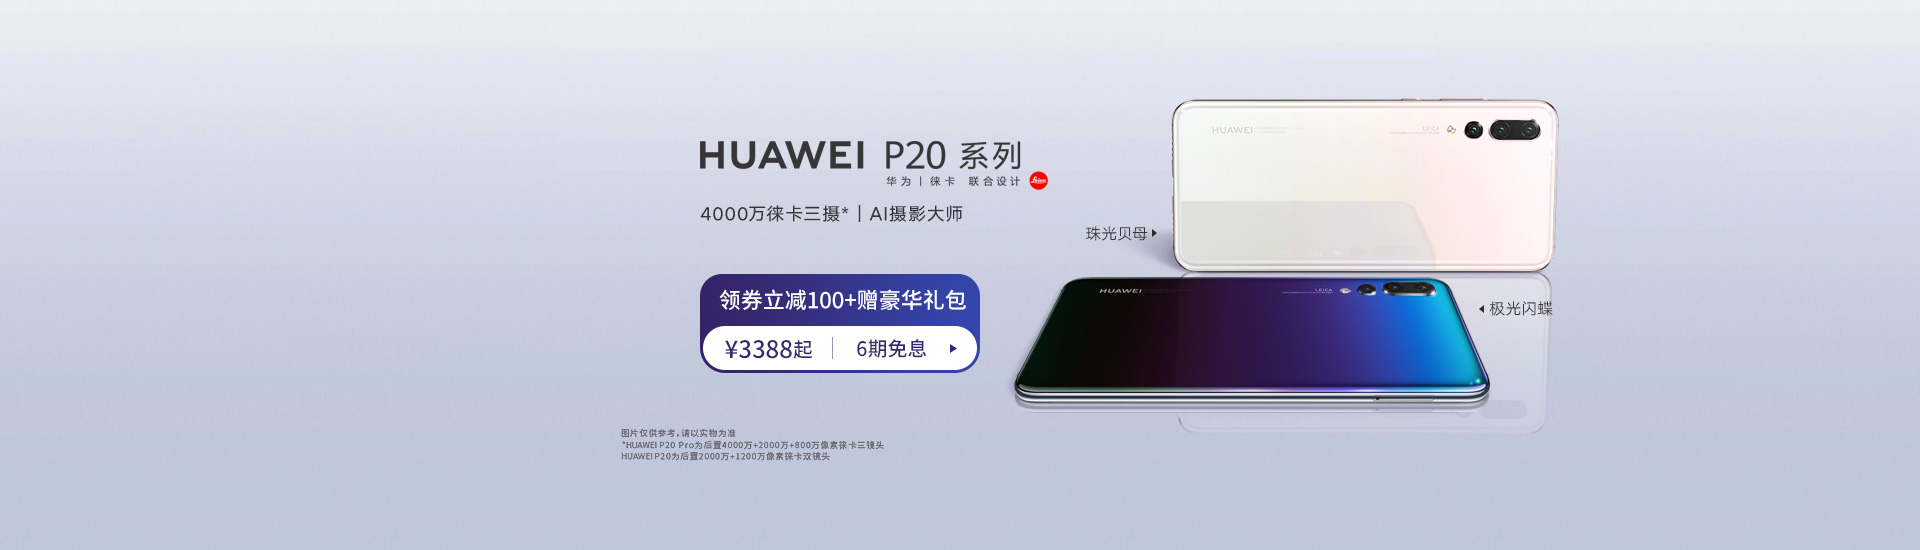 HUAWEI P20 系列
华为 | 徕卡 联合设计
Leica
4000万徕卡三摄* | AI摄影大师
领券立减100+赠豪华礼包
¥3388起 | 6期免息
珠光贝母
极光闪蝶
HUAWEI
LEICA
HUAWEI
LEICA
图片仅供参考，请以实物为准
*HUAWEI P20 Pro为后置4000万+2000万+800万像素徕卡三镜头
HUAWEI P20为后置2000万+1200万像素徕卡双镜头